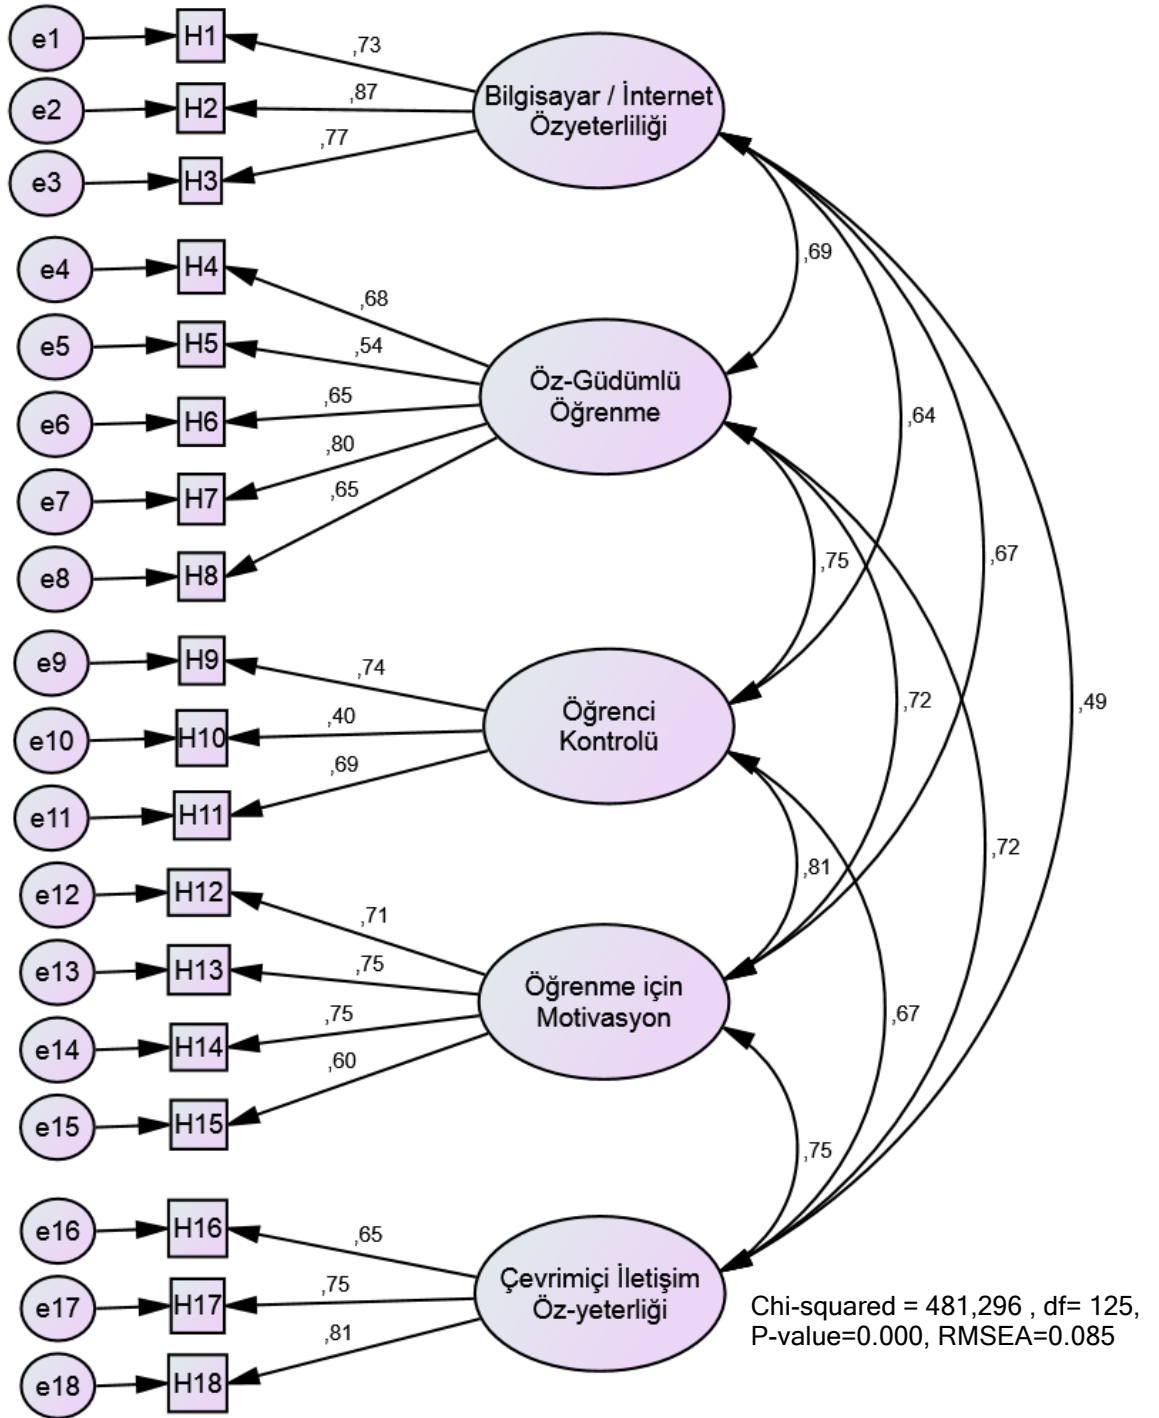 e1
H1
,73
e2
H2
,87
Bilgisayar / İnternet
Özyeterliliği
e3
H3
,77
,69
e4
H4
,68
e5
H5
,54
Öz-Güdümlü
Öğrenme
e6
H6
,65
,64
e7
H7
,80
e8
H8
,65
,75
,67
e9
H9
,74
e10
H10
,40
Öğrenci
Kontrolü
,72
,49
e11
H11
,69
,81
,72
e12
H12
,71
e13
H13
,75
Öğrenme için
Motivasyon
e14
H14
,75
,67
e15
H15
,60
,75
e16
H16
,65
e17
H17
,75
Çevrimiçi İletişim
Öz-yeterliği
e18
H18
,81
Chi-squared = 481,296 , df= 125,
P-value=0.000, RMSEA=0.085